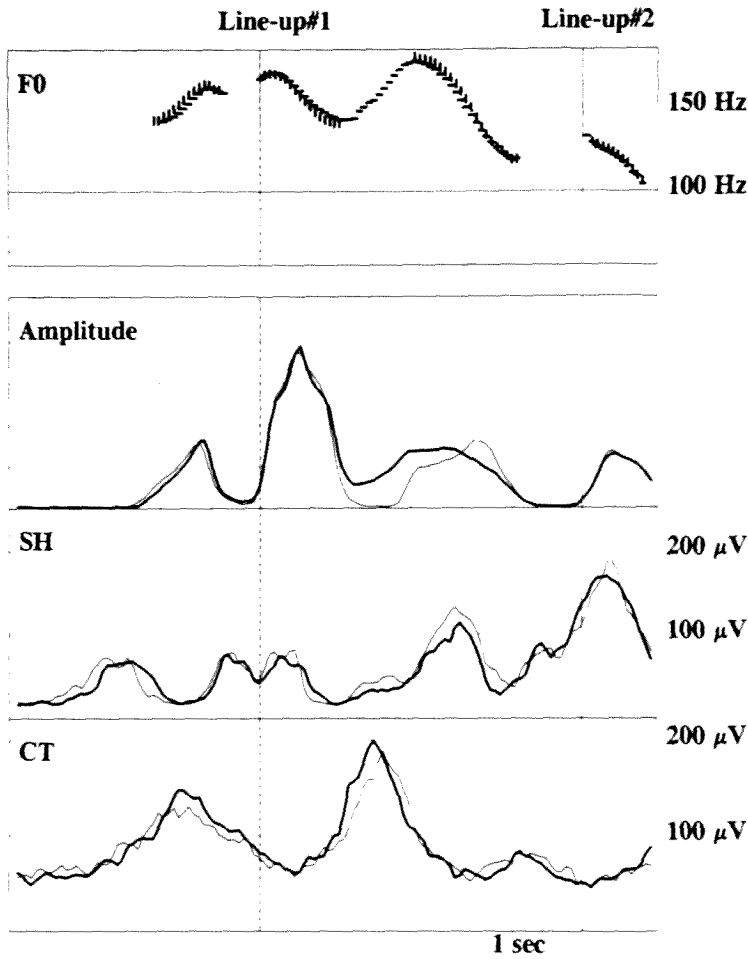 Line-up#1 Line-up#2
F0
150 Hz
100 Hz
Amplitude
SH
200 μV
100 μV
CT
200 μV
100 μV
1 sec